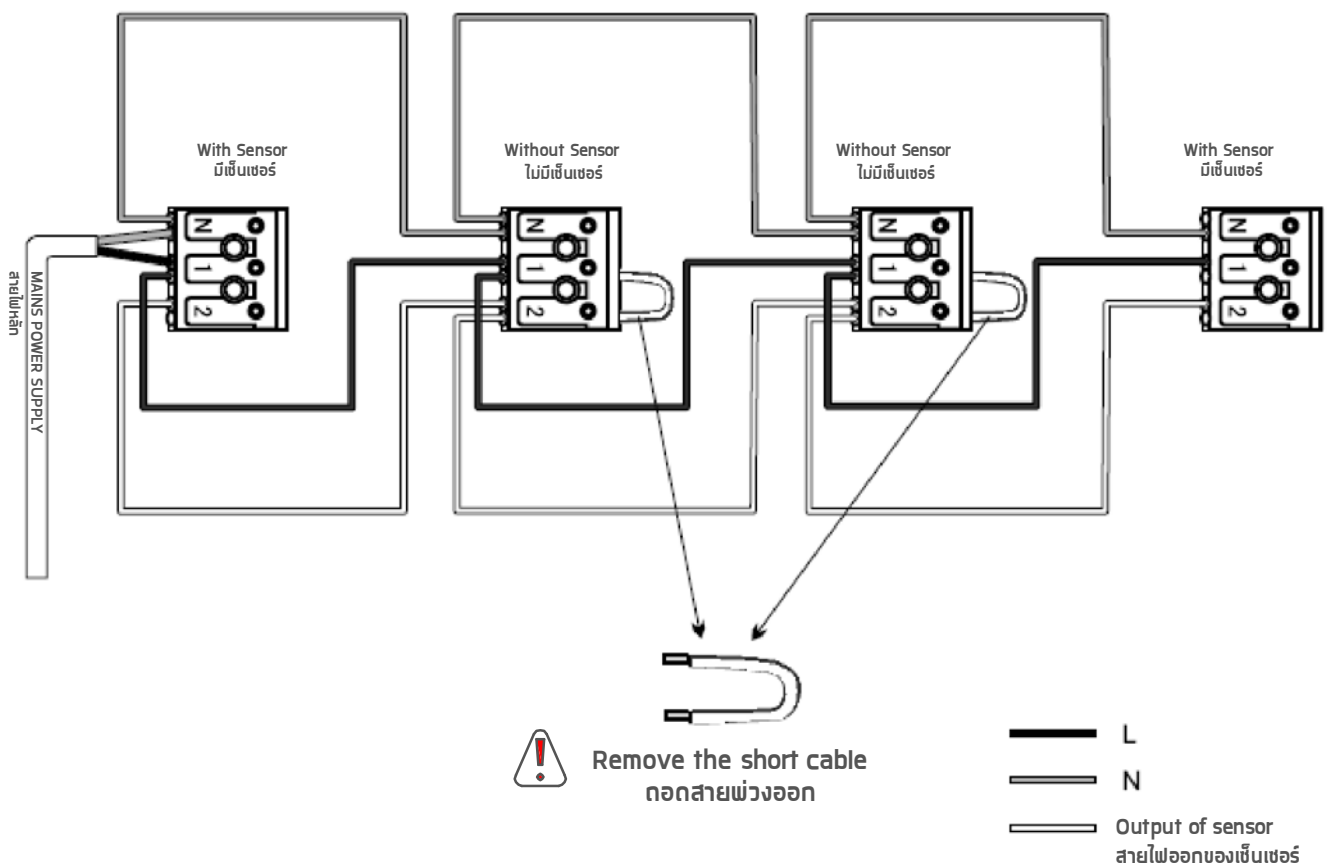 With Sensor
มีเซ็นเซอร์
Without Sensor
ไม่มีเซ็นเซอร์
Without Sensor
ไม่มีเซ็นเซอร์
With Sensor
มีเซ็นเซอร์
N
1
2
N
1
2
N
1
2
N
1
2
MAINS POWER SUPPLY
สายไฟหลัก
Remove the short cable
ถอดสายพ่วงออก
L
N
Output of sensor
สายไฟออกของเซ็นเซอร์